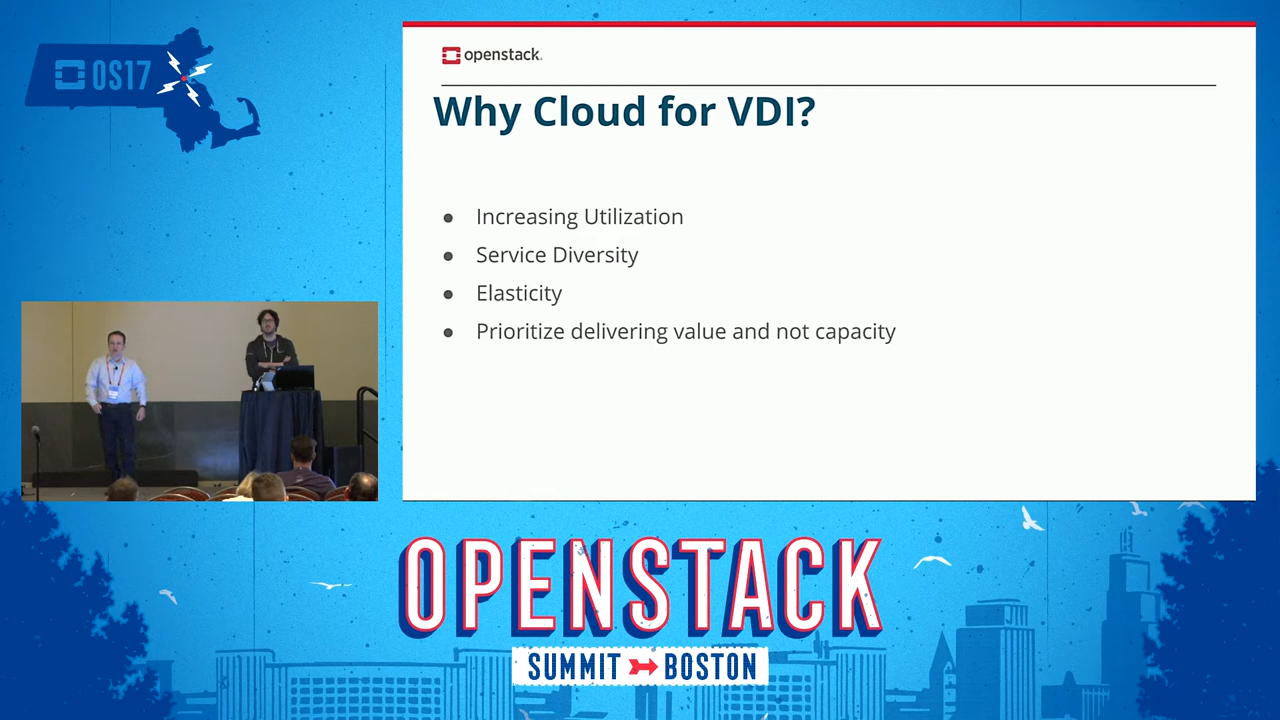 OS17
openstack.
Why Cloud for VDI?
● Increasing Utilization
● Service Diversity
● Elasticity
● Prioritize delivering value and not capacity
OPENSTACK
SUMMIT BOSTON